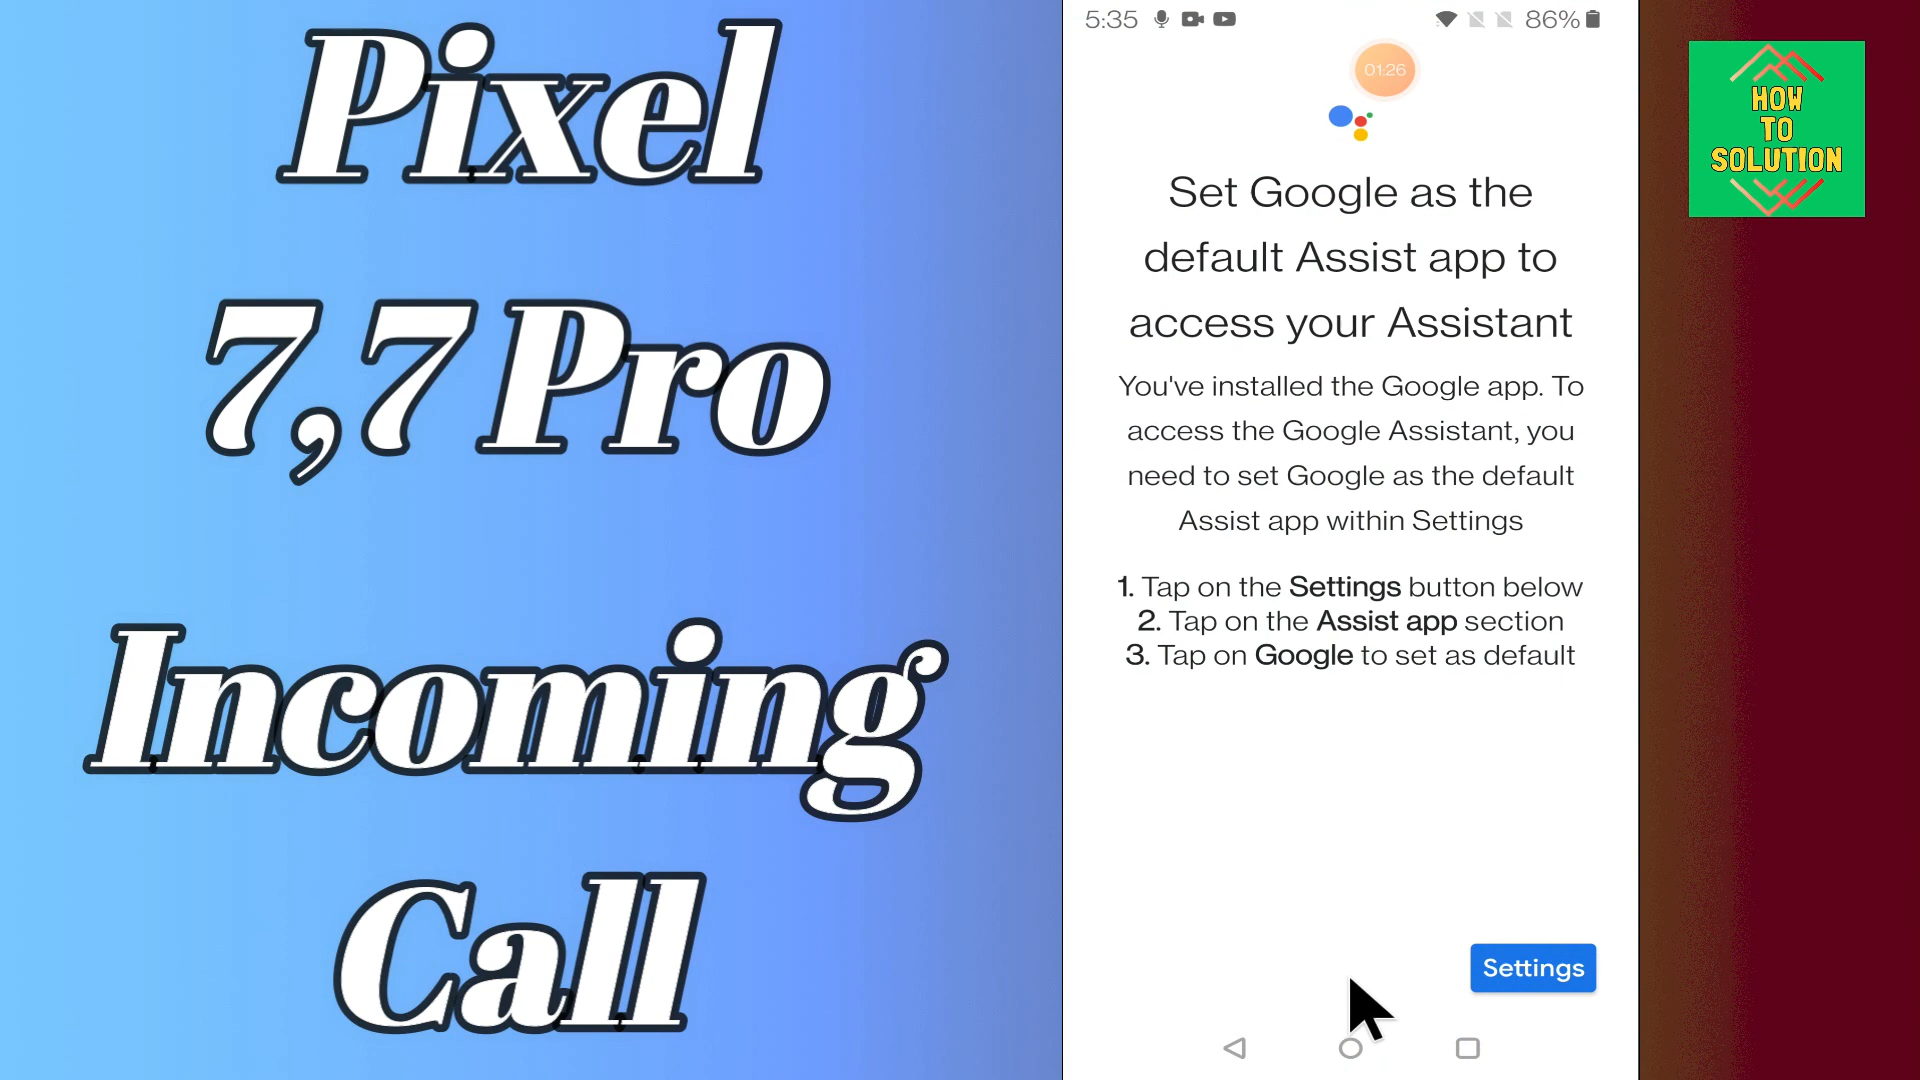 Pixel
7,7 Pro
Incoming
Call
5:35
86%
01:26
Set Google as the
default Assist app to
access your Assistant
You've installed the Google app. To
access the Google Assistant, you
need to set Google as the default
Assist app within Settings
1. Tap on the Settings button below
2. Tap on the Assist app section
3. Tap on Google to set as default
Settings
HOW
TO
SOLUTION